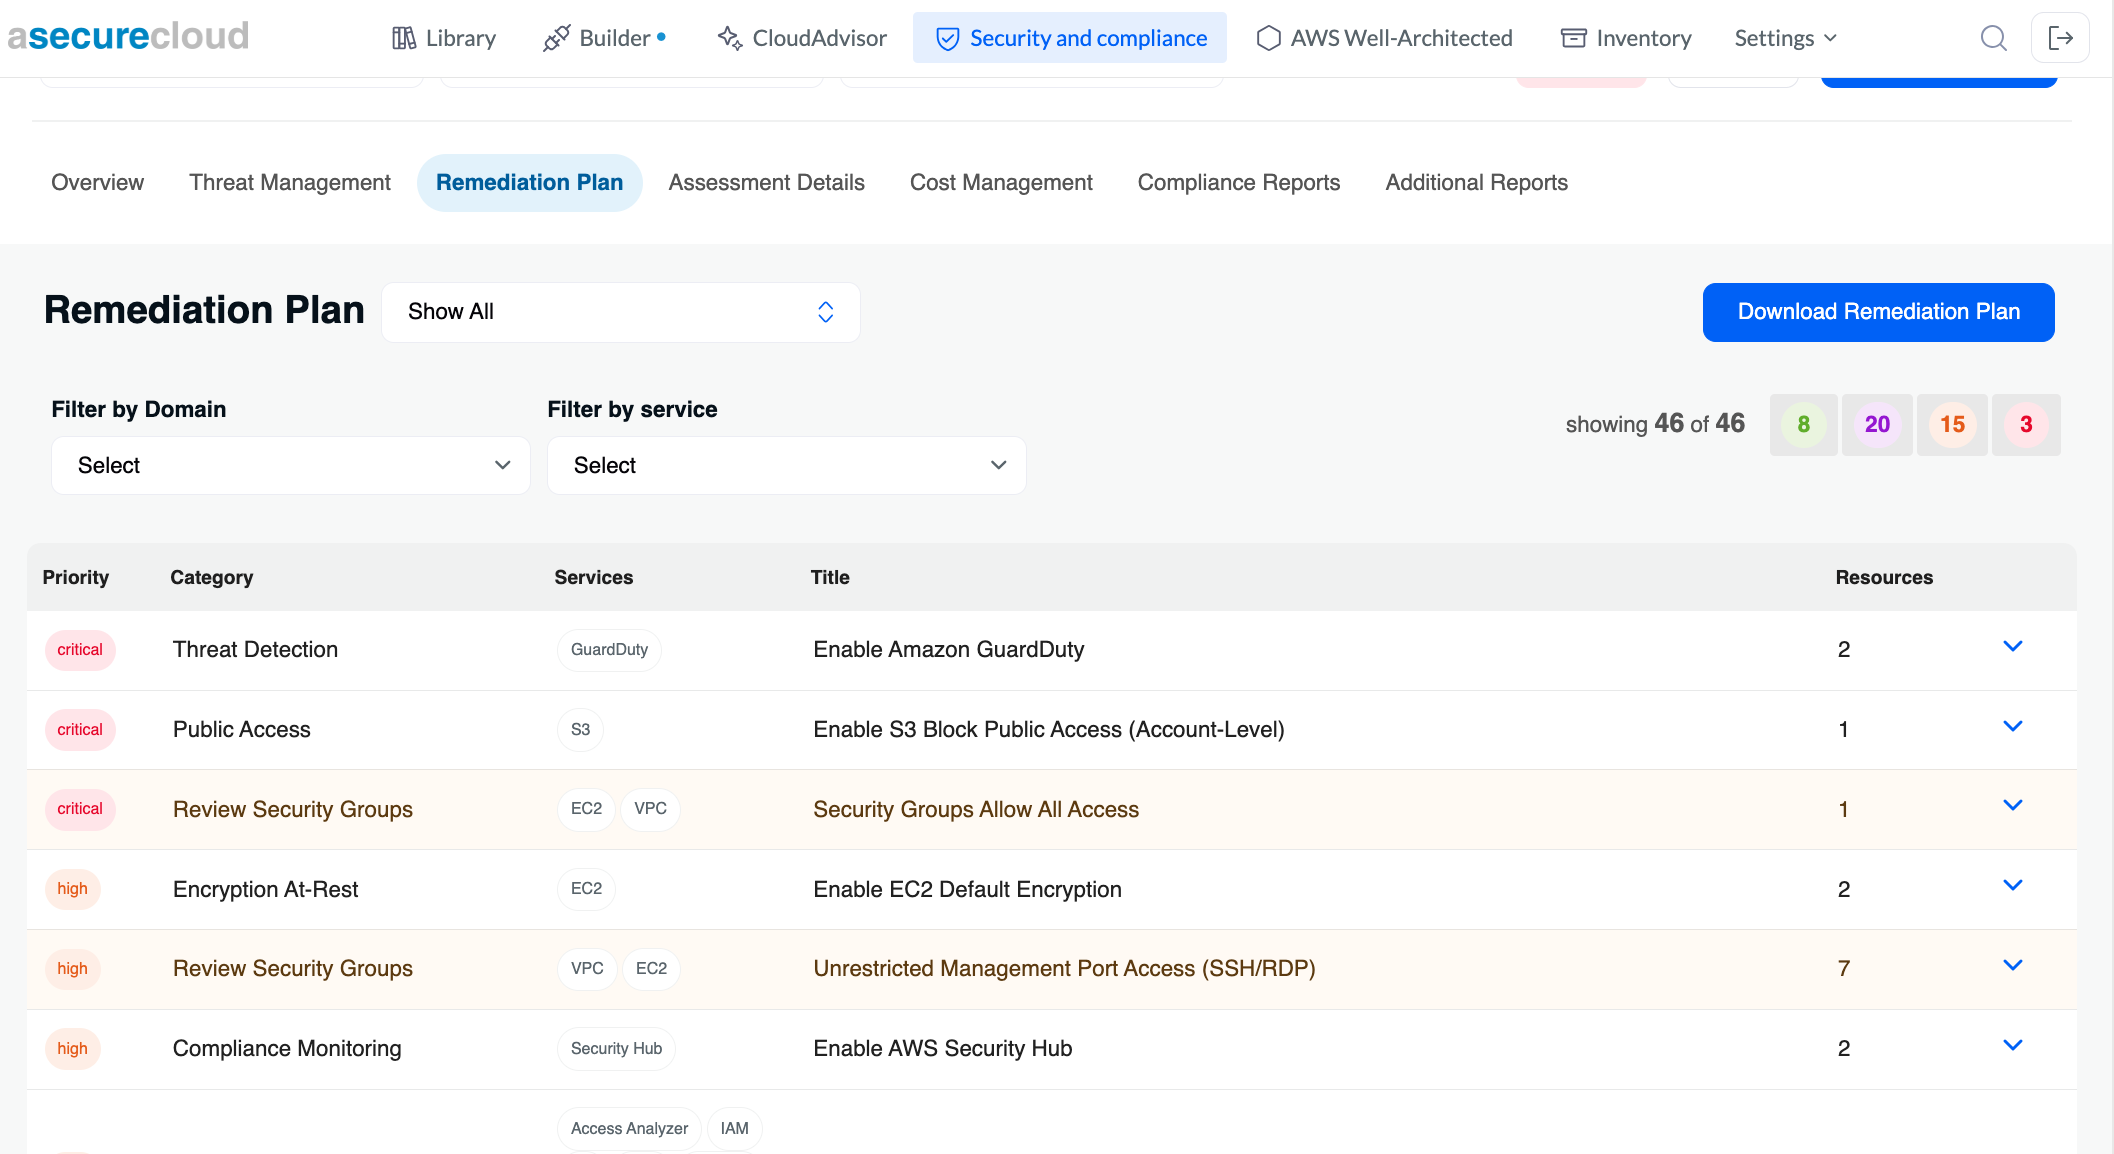 asecurecloud
Library
Builder
CloudAdvisor
Security and compliance
AWS Well-Architected
Inventory
Settings
Overview
Threat Management
Remediation Plan
Assessment Details
Cost Management
Compliance Reports
Additional Reports
Remediation Plan
Show All
Download Remediation Plan
Filter by Domain
Select
Filter by service
Select
showing 46 of 46
8
20
15
3
Priority Category Services Title Resources
critical Threat Detection GuardDuty Enable Amazon GuardDuty 2
critical Public Access S3 Enable S3 Block Public Access (Account-Level) 1
critical Review Security Groups EC2 VPC Security Groups Allow All Access 1
high Encryption At-Rest EC2 Enable EC2 Default Encryption 2
high Review Security Groups VPC EC2 Unrestricted Management Port Access (SSH/RDP) 7
high Compliance Monitoring Security Hub Enable AWS Security Hub 2
Access Analyzer IAM